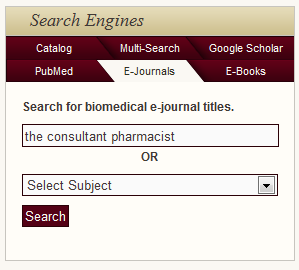 Search Engines
Catalog Multi-Search Google Scholar
PubMed E-Journals E-Books
Search for biomedical e-journal titles.
the consultant pharmacist
OR
Select Subject
Search